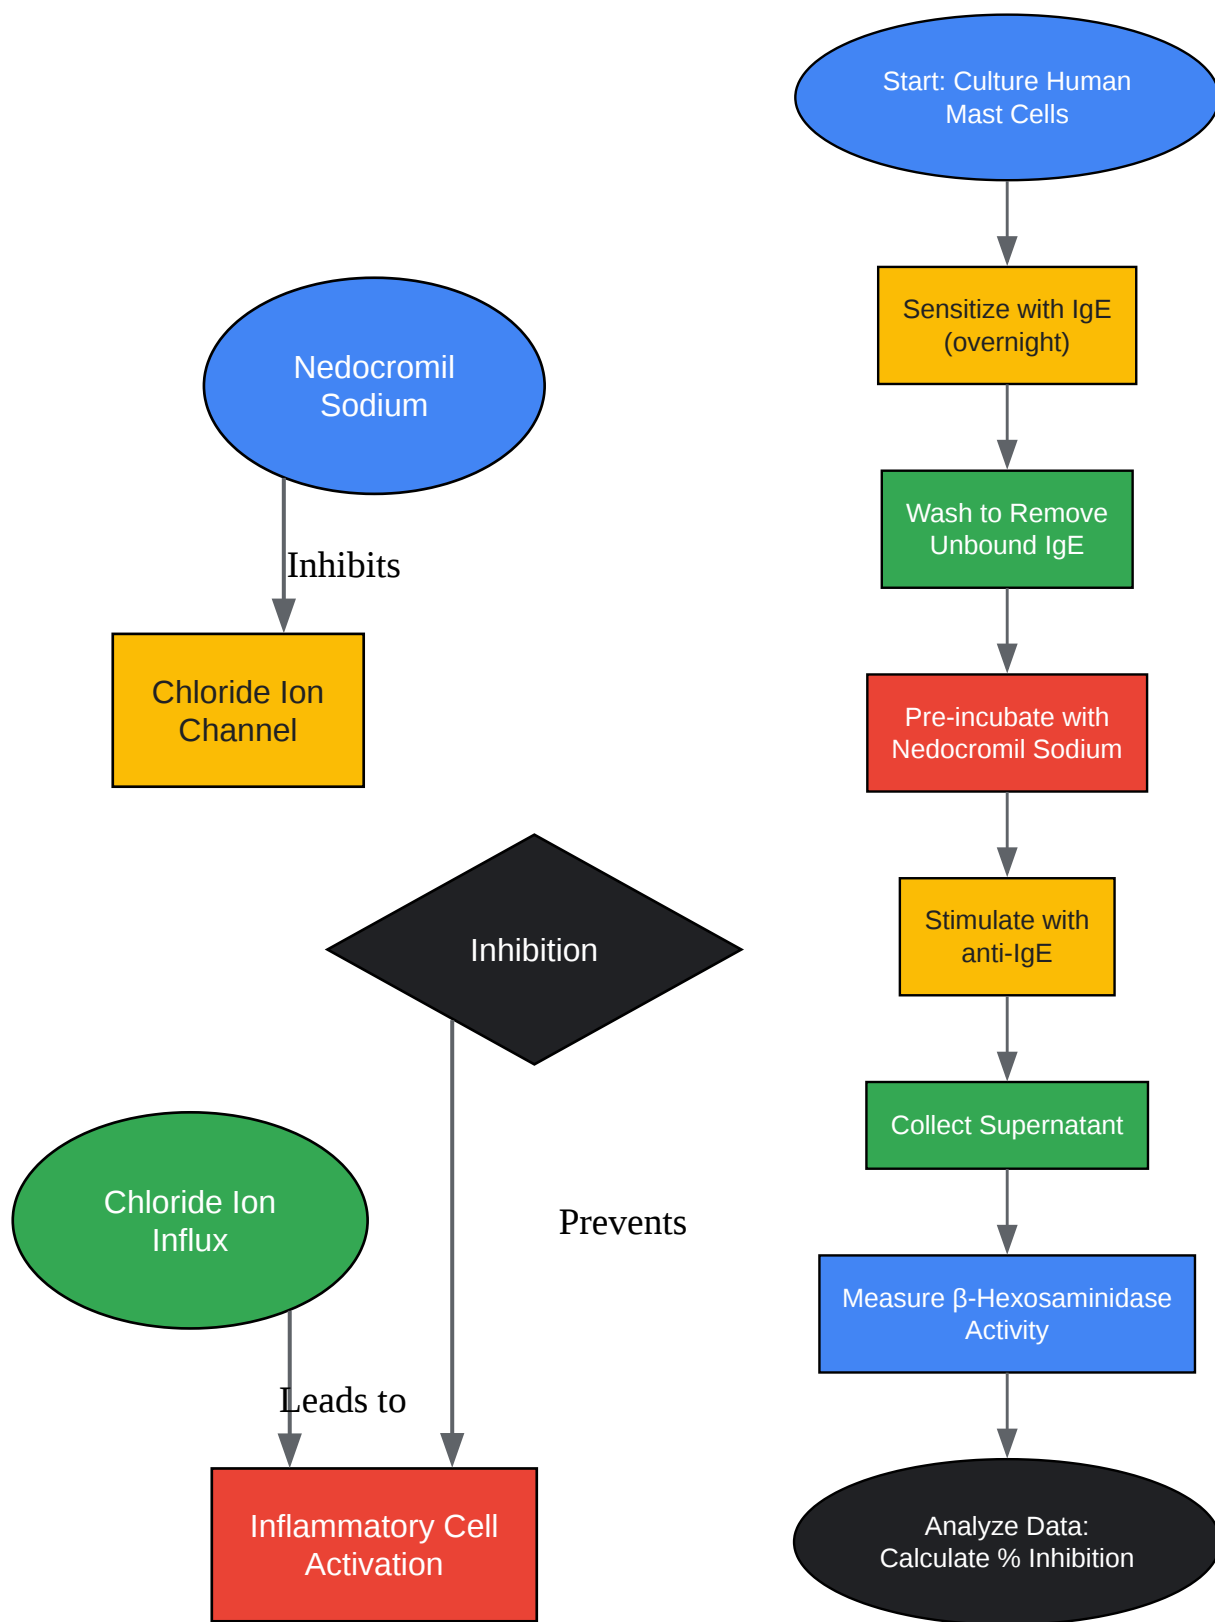 Nedocromil
Sodium
Inhibits
Chloride Ion
Channel
Inhibition
Chloride Ion
Influx
Prevents
Leads to
Inflammatory Cell
Activation
Start: Culture Human
Mast Cells
Sensitize with IgE
(overnight)
Wash to Remove
Unbound IgE
Pre-incubate with
Nedocromil Sodium
Stimulate with
anti-IgE
Collect Supernatant
Measure β-Hexosaminidase
Activity
Analyze Data:
Calculate % Inhibition